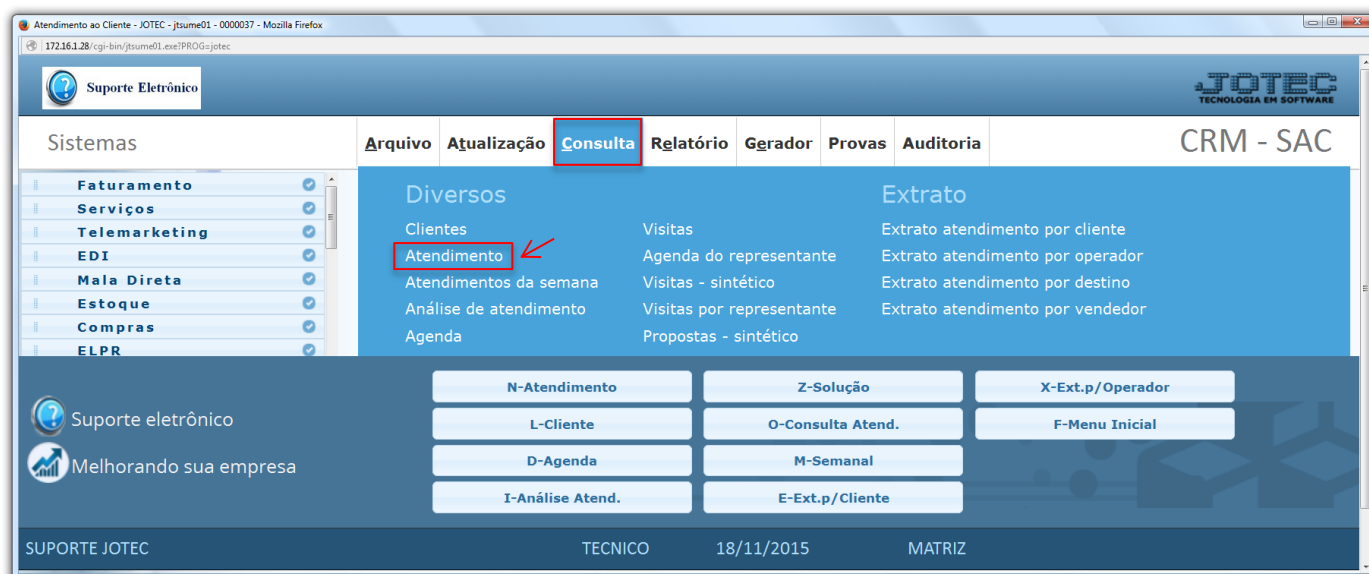 Atendimento ao Cliente - JOTEC - jtsume01 - 0000037 - Mozilla Firefox
172.16.1.28/cgi-bin/jtsume01.exe?PROG=jotec
Suporte Eletrônico
JOTEC
TECNOLOGIA EM SOFTWARE
Sistemas
Arquivo Atualização Consulta Relatório Gerador Provas Auditoria
CRM - SAC
Faturamento
Serviços
Telemarketing
EDI
Mala Direta
Estoque
Compras
ELPR
Diversos
Clientes
Atendimento
Atendimentos da semana
Análise de atendimento
Agenda
Visitas
Agenda do representante
Visitas - sintético
Visitas por representante
Propostas - sintético
Extrato
Extrato atendimento por cliente
Extrato atendimento por operador
Extrato atendimento por destino
Extrato atendimento por vendedor
Suporte eletrônico
Melhorando sua empresa
N-Atendimento Z-Solução X-Ext.p/Operador
L-Cliente O-Consulta Atend. F-Menu Inicial
D-Agenda M-Semanal
I-Análise Atend. E-Ext.p/Cliente
SUPORTE JOTEC TECNICO 18/11/2015 MATRIZ